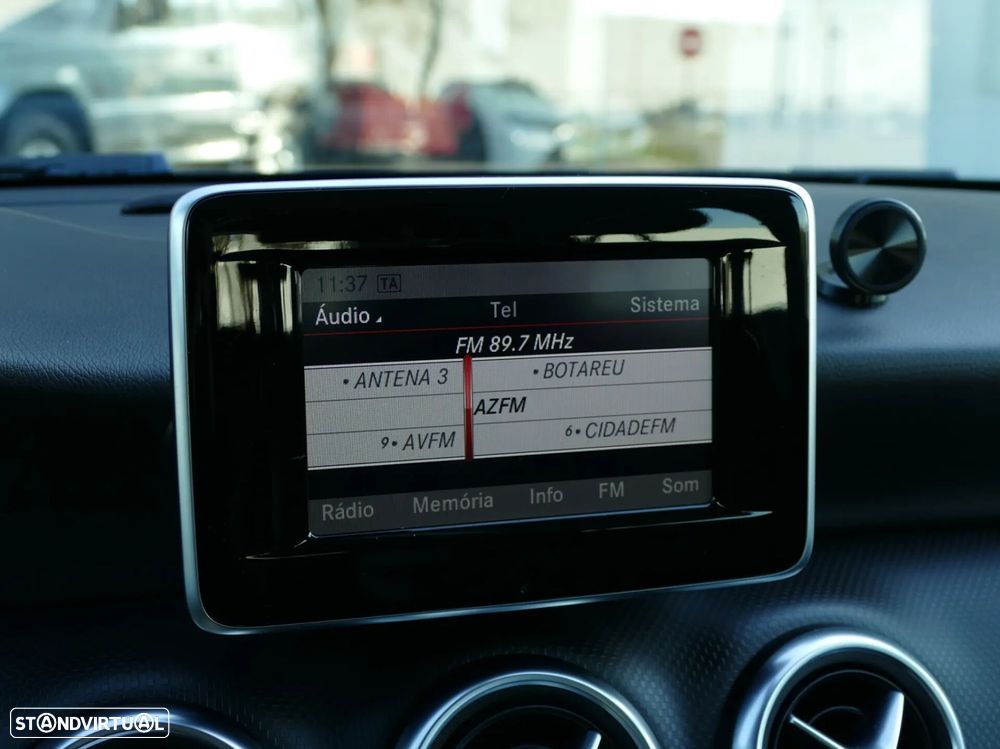 11:37 TA
Áudio Tel Sistema
FM 89.7 MHz
• ANTENA 3 • BOTAREU
AZFM
9• AVFM 6• CIDADEFM
Rádio Memória Info FM Som
STANDVIRTUAL